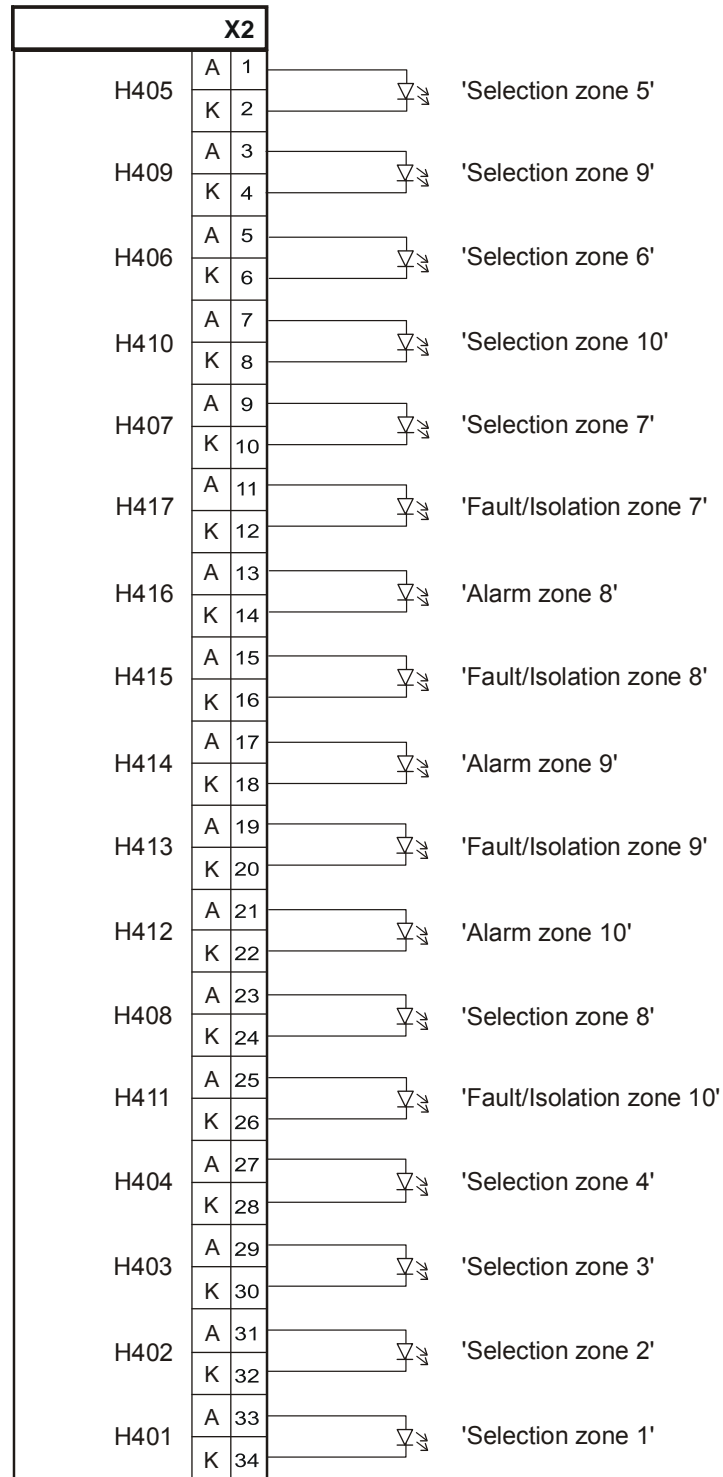 X2
A 1
H405 'Selection zone 5'
K 2
A 3
H409 'Selection zone 9'
K 4
A 5
H406 'Selection zone 6'
K 6
A 7
H410 'Selection zone 10'
K 8
A 9
H407 'Selection zone 7'
K 10
A 11
H417 'Fault/Isolation zone 7'
K 12
A 13
H416 'Alarm zone 8'
K 14
A 15
H415 'Fault/Isolation zone 8'
K 16
A 17
H414 'Alarm zone 9'
K 18
A 19
H413 'Fault/Isolation zone 9'
K 20
A 21
H412 'Alarm zone 10'
K 22
A 23
H408 'Selection zone 8'
K 24
A 25
H411 'Fault/Isolation zone 10'
K 26
A 27
H404 'Selection zone 4'
K 28
A 29
H403 'Selection zone 3'
K 30
A 31
H402 'Selection zone 2'
K 32
A 33
H401 'Selection zone 1'
K 34